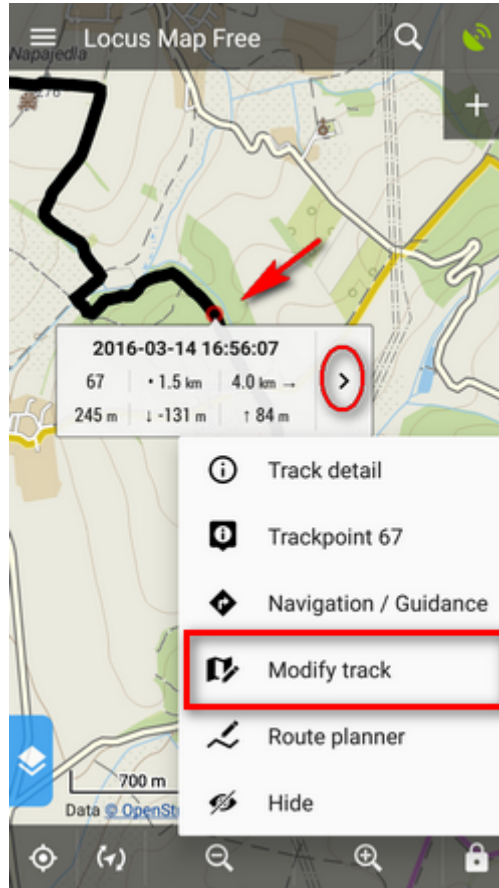 Locus Map Free
Napajedla
276
2016-03-14 16:56:07
67 • 1.5 km 4.0 km →
245 m ↓ -131 m ↑ 84 m
Track detail
Trackpoint 67
Navigation / Guidance
Modify track
Route planner
700 m
Data © OpenSt
Hide